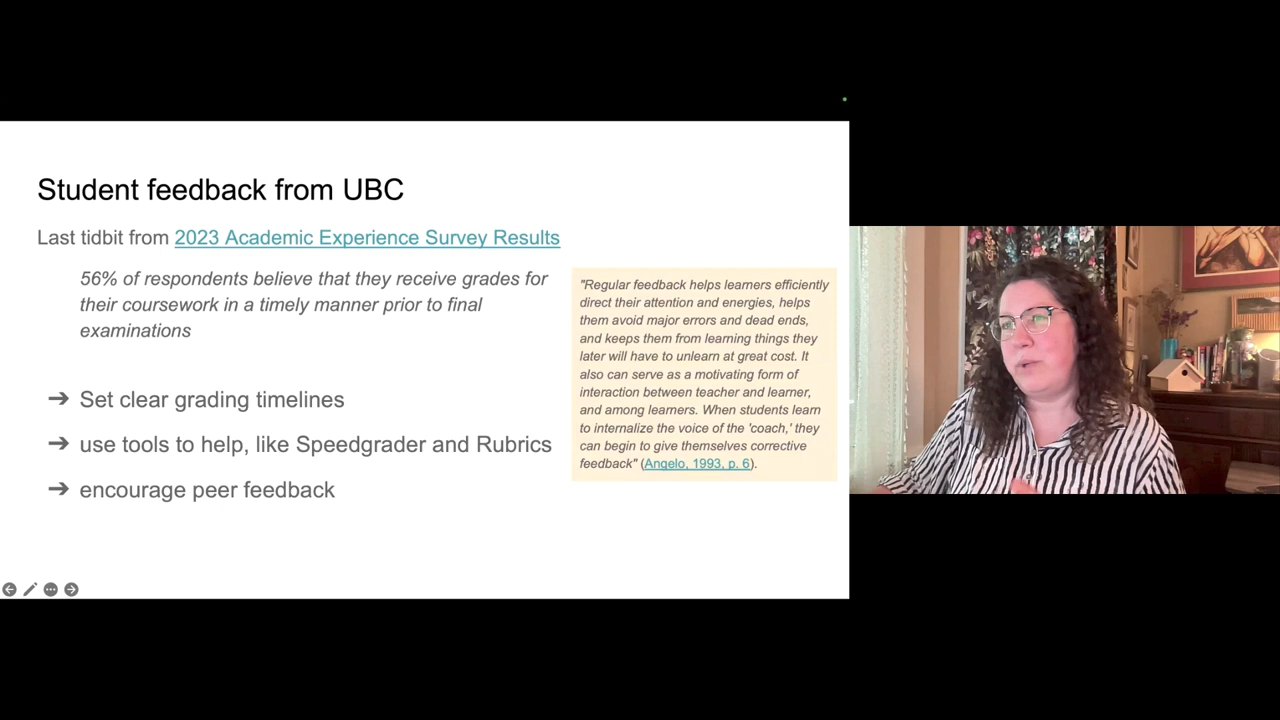 Student feedback from UBC
Last tidbit from 2023 Academic Experience Survey Results
56% of respondents believe that they receive grades for
their coursework in a timely manner prior to final
examinations
➔ Set clear grading timelines
➔ use tools to help, like Speedgrader and Rubrics
➔ encourage peer feedback
"Regular feedback helps learners efficiently
direct their attention and energies, helps
them avoid major errors and dead ends,
and keeps them from learning things they
later will have to unlearn at great cost. It
also can serve as a motivating form of
interaction between teacher and learner,
and among learners. When students learn
to internalize the voice of the 'coach,' they
can begin to give themselves corrective
feedback" (Angelo, 1993, p. 6).